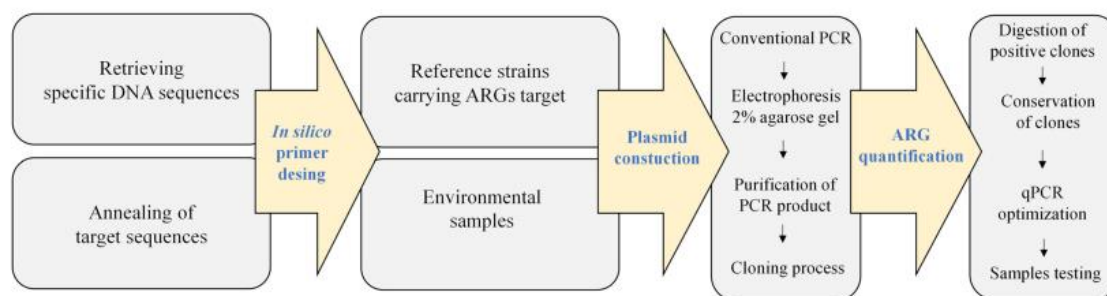 Retrieving
specific DNA sequences
Annealing of
target sequences
In silico
primer
desing
Reference strains
carrying ARGs target
Environmental
samples
Plasmid
constuction
Conventional PCR
Electrophoresis
2% agarose gel
Purification of
PCR product
Cloning process
ARG
quantification
Digestion of
positive clones
Conservation
of clones
qPCR
optimization
Samples testing